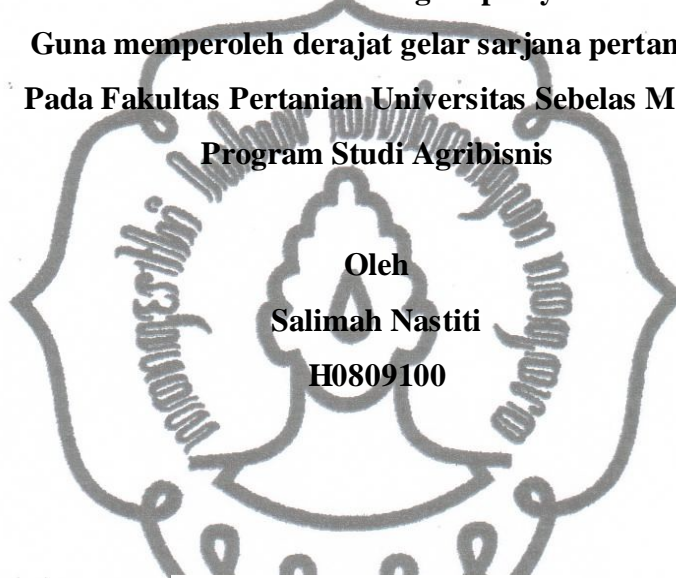 Guna memperoleh derajat gelar sarjana pertan
Pada Fakultas Pertanian Universitas Sebelas M
Program Studi Agribisnis
Oleh
Salimah Nastiti
H0809100